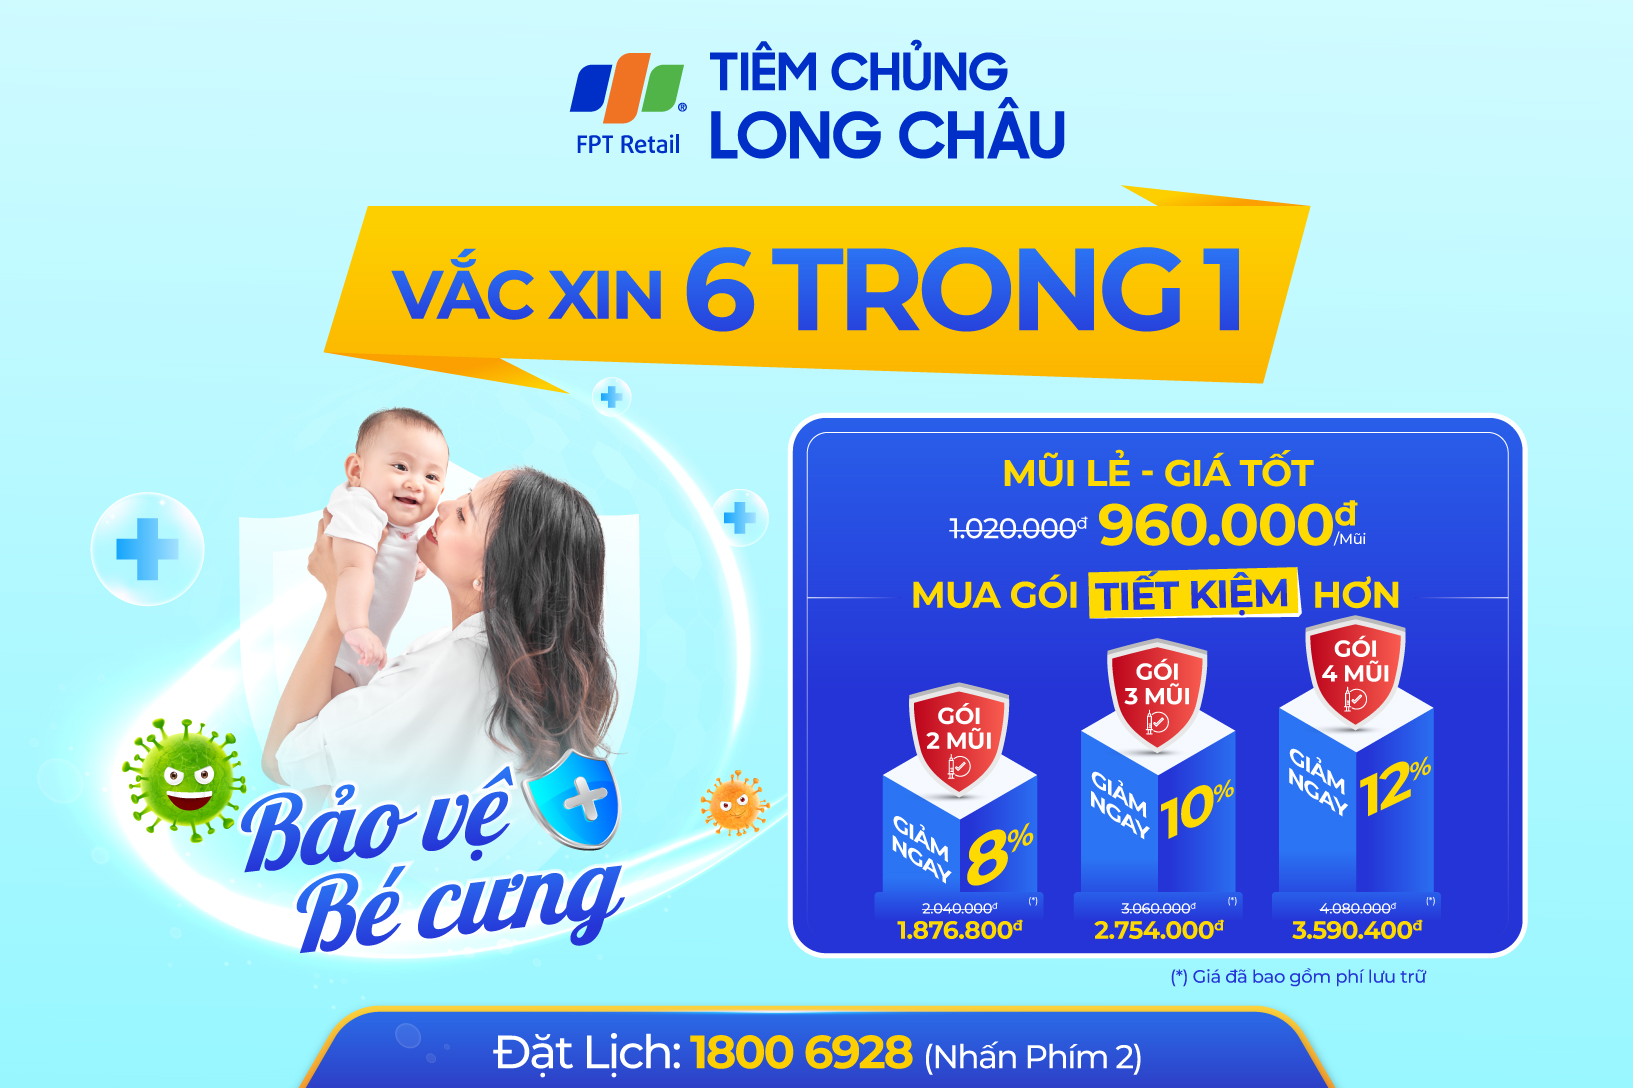 FPT Retail
TIÊM CHỦNG
LONG CHÂU
VẮC XIN 6 TRONG 1
MŨI LẺ - GIÁ TỐT
1.020.000đ 960.000đ/Mũi
MUA GÓI TIẾT KIỆM HƠN
GÓI
2 MŨI
GIẢM
NGAY
8%
2.040.000đ (*)
1.876.800đ
GÓI
3 MŨI
GIẢM
NGAY
10%
3.060.000đ (*)
2.754.000đ
GÓI
4 MŨI
GIẢM
NGAY
12%
4.080.000đ (*)
3.590.400đ
(*) Giá đã bao gồm phí lưu trữ
Bảo vệ
Bé cưng
Đặt Lịch: 1800 6928 (Nhấn Phím 2)